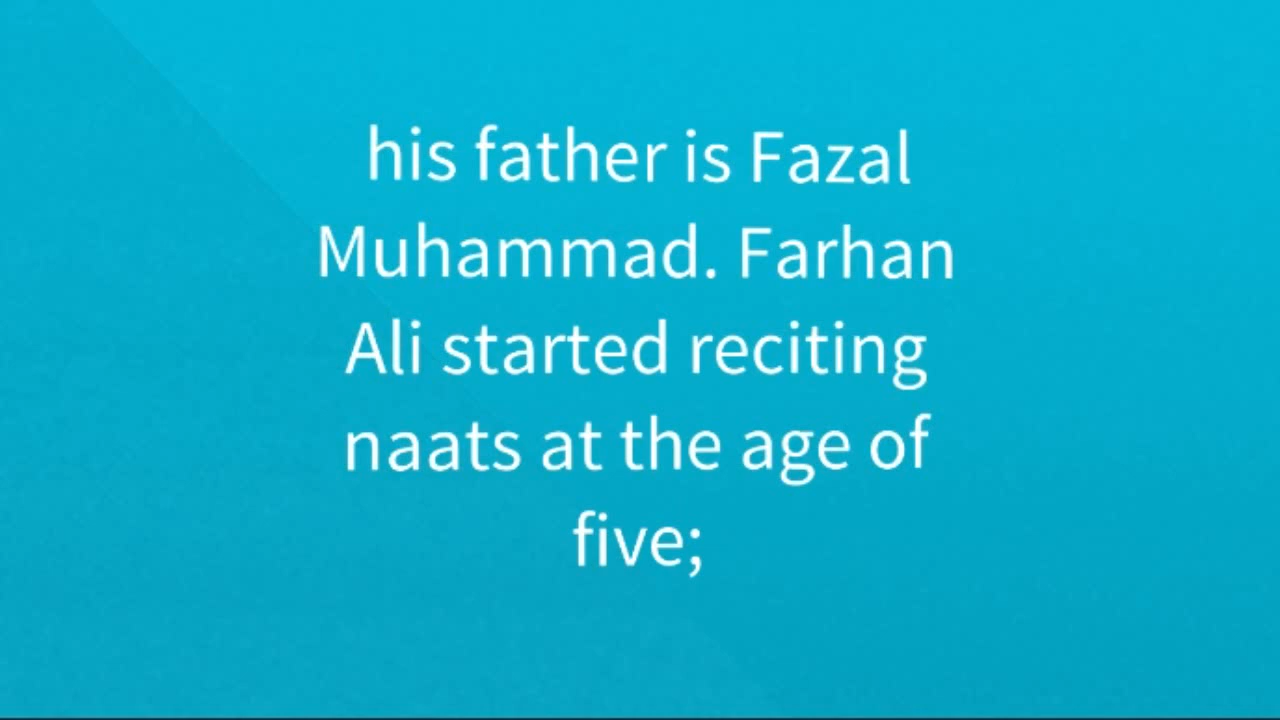 his father is Fazal
Muhammad. Farhan
Ali started reciting
naats at the age of
five;